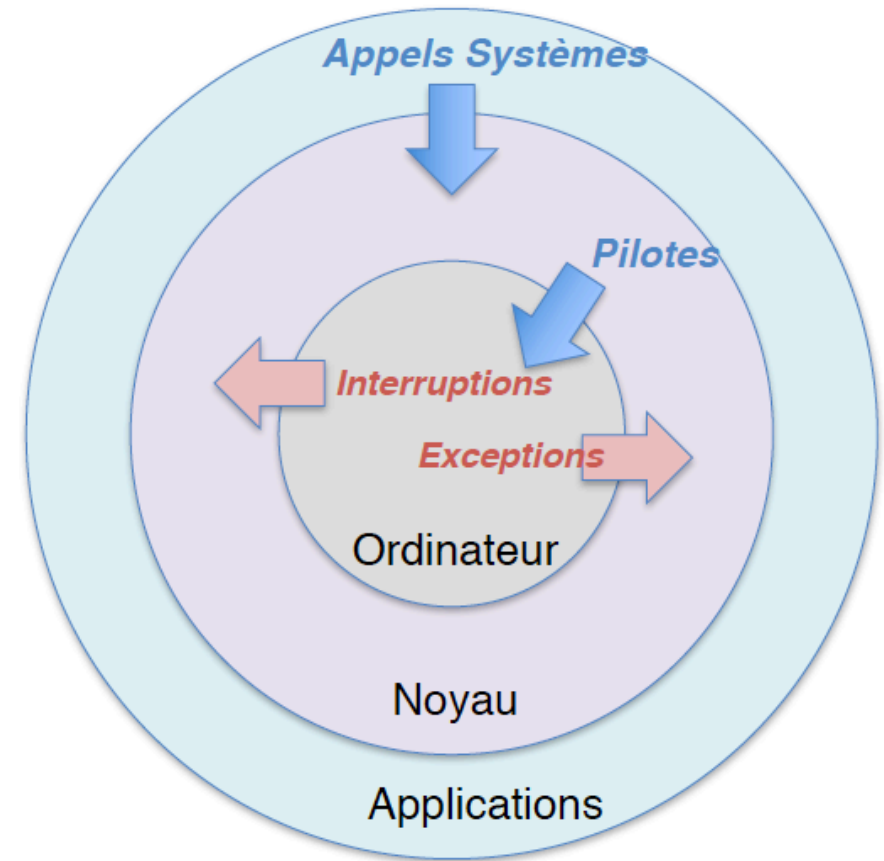 Appels Systèmes
Pilotes
Interruptions
Exceptions
Ordinateur
Noyau
Applications